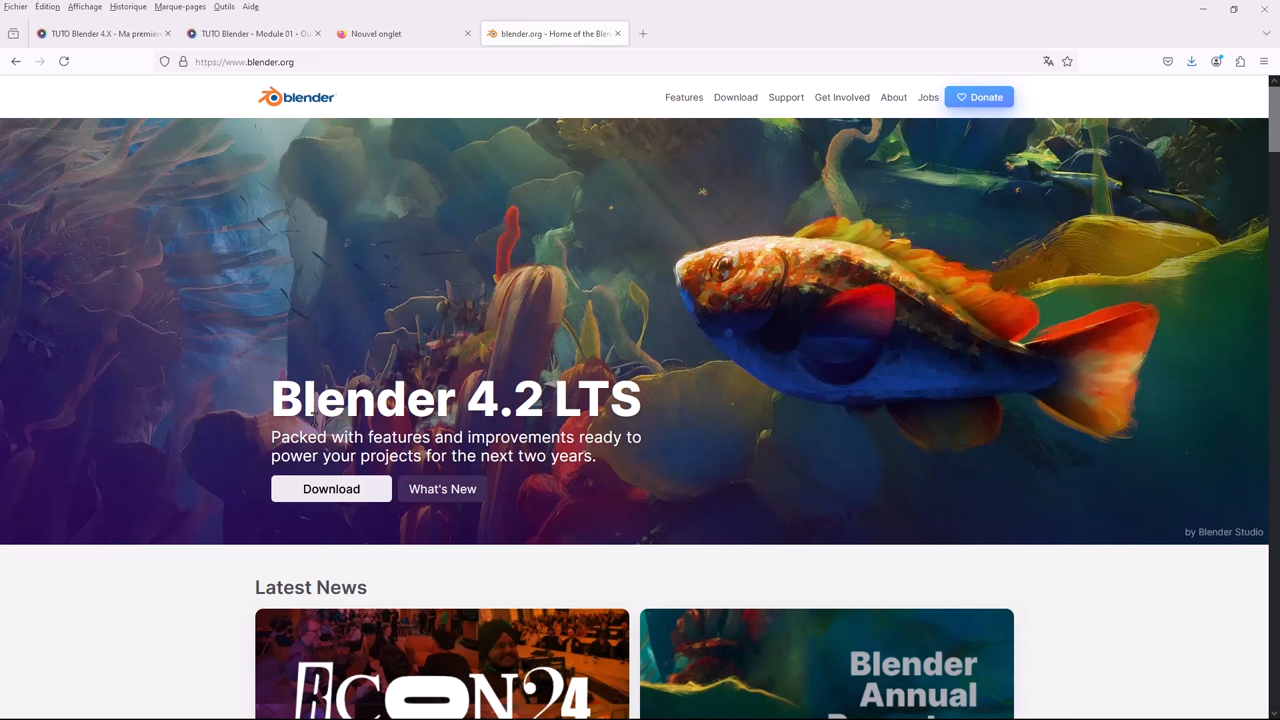 Fichier Édition Affichage Historique Marque-pages Outils Aide
TUTO Blender 4.X - Ma premiè
TUTO Blender - Module 01 - Ou
Nouvel onglet
blender.org - Home of the Blen
https://www.blender.org
blender
Features Download Support Get Involved About Jobs Donate
Blender 4.2 LTS
Packed with features and improvements ready to
power your projects for the next two years.
Download What's New
by Blender Studio
Latest News
BCON24
Blender
Annual